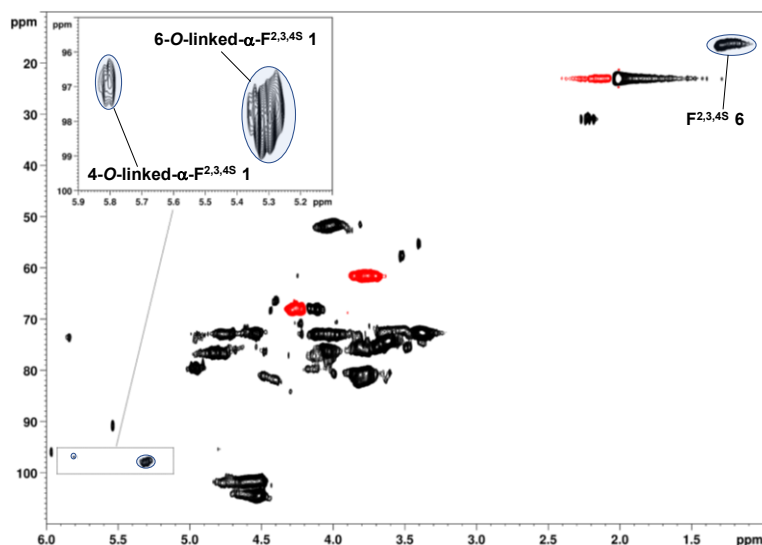 ppm
20
30
40
50
60
70
80
90
100
6.0 5.5 5.0 4.5 4.0 3.5 3.0 2.5 2.0 1.5 ppm
ppm
95
96
97
98
99
100
5.9 5.8 5.7 5.6 5.5 5.4 5.3 5.2 ppm
6-O-linked-α-F2,3,4S 1
4-O-linked-α-F2,3,4S 1
F2,3,4S 6